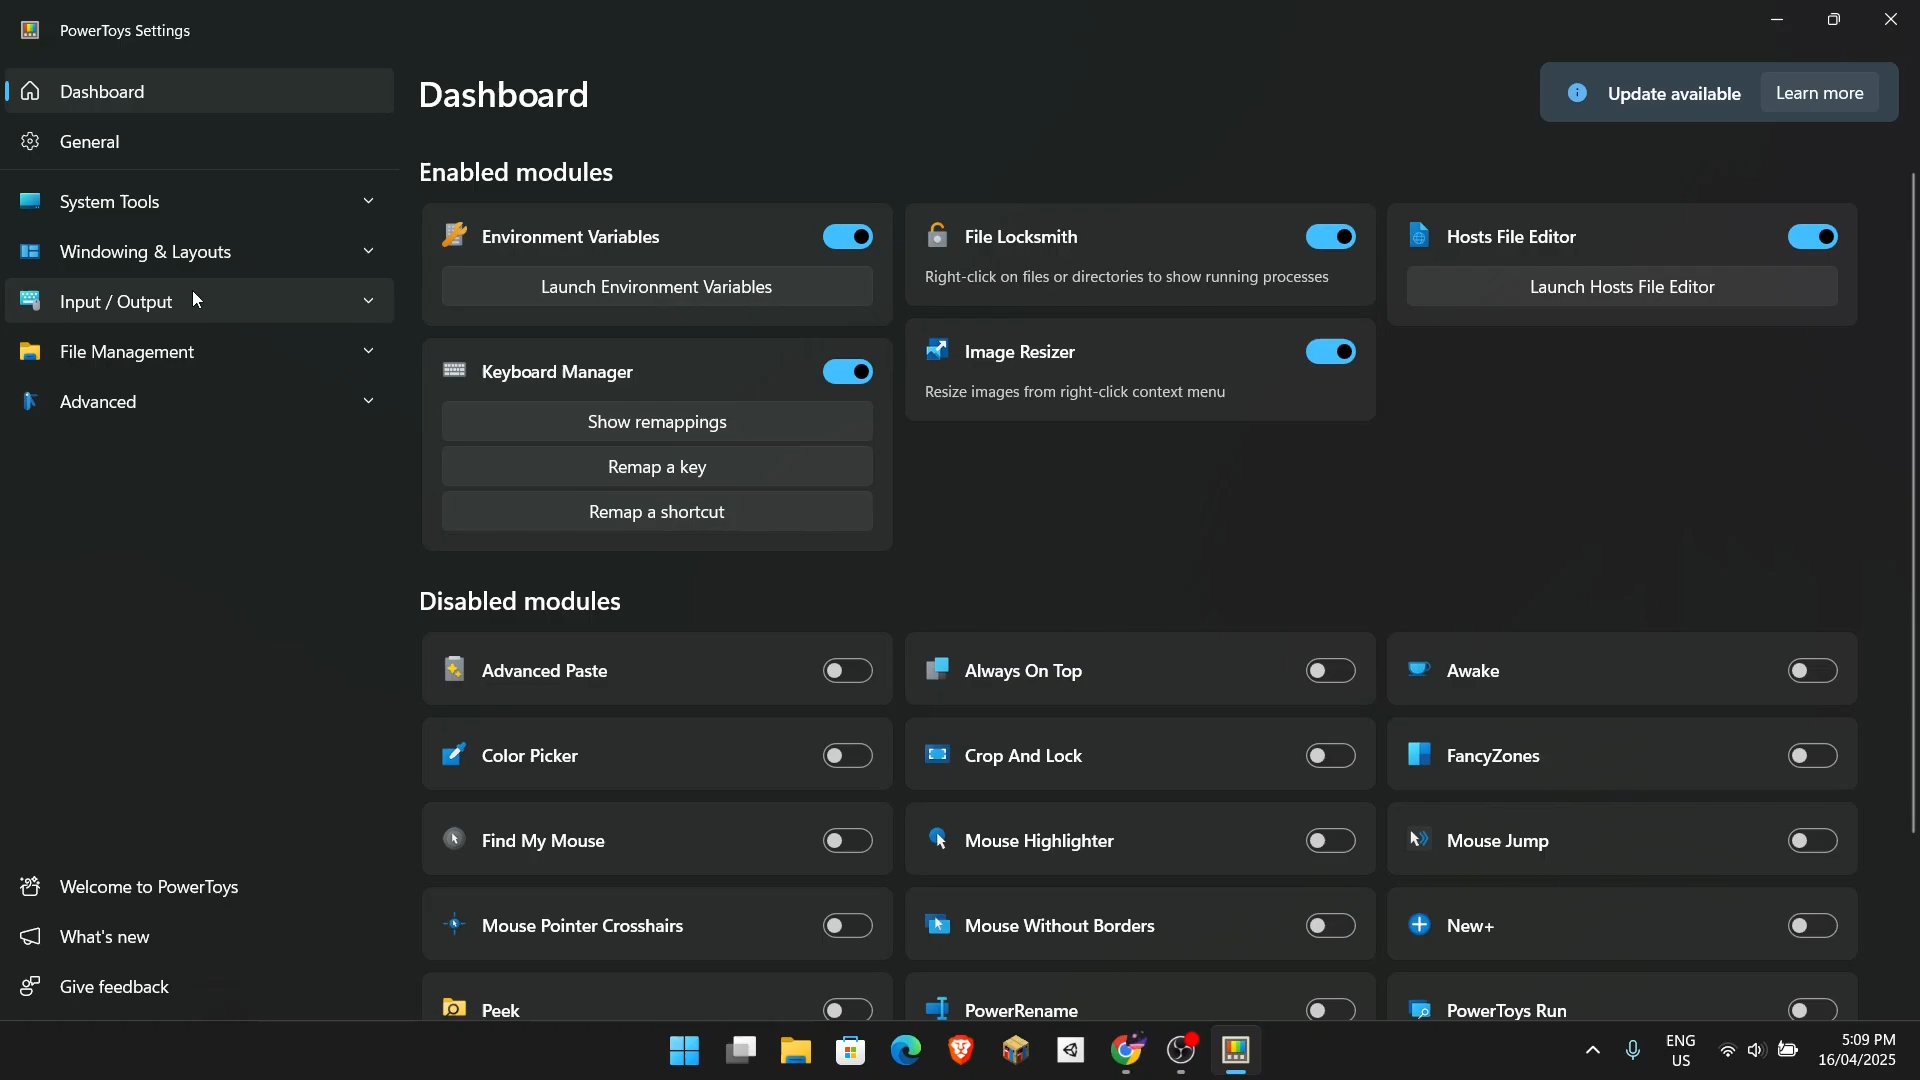 PowerToys Settings
Dashboard
General
System Tools
Windowing & Layouts
Input / Output
File Management
Advanced
Welcome to PowerToys
What's new
Give feedback
Dashboard
Update available
Learn more
Enabled modules
Environment Variables
Launch Environment Variables
File Locksmith
Right-click on files or directories to show running processes
Hosts File Editor
Launch Hosts File Editor
Keyboard Manager
Show remappings
Remap a key
Remap a shortcut
Image Resizer
Resize images from right-click context menu
Disabled modules
Advanced Paste
Always On Top
Awake
Color Picker
Crop And Lock
FancyZones
Find My Mouse
Mouse Highlighter
Mouse Jump
Mouse Pointer Crosshairs
Mouse Without Borders
New+
Peek
PowerRename
PowerToys Run
ENG
US
5:09 PM
16/04/2025